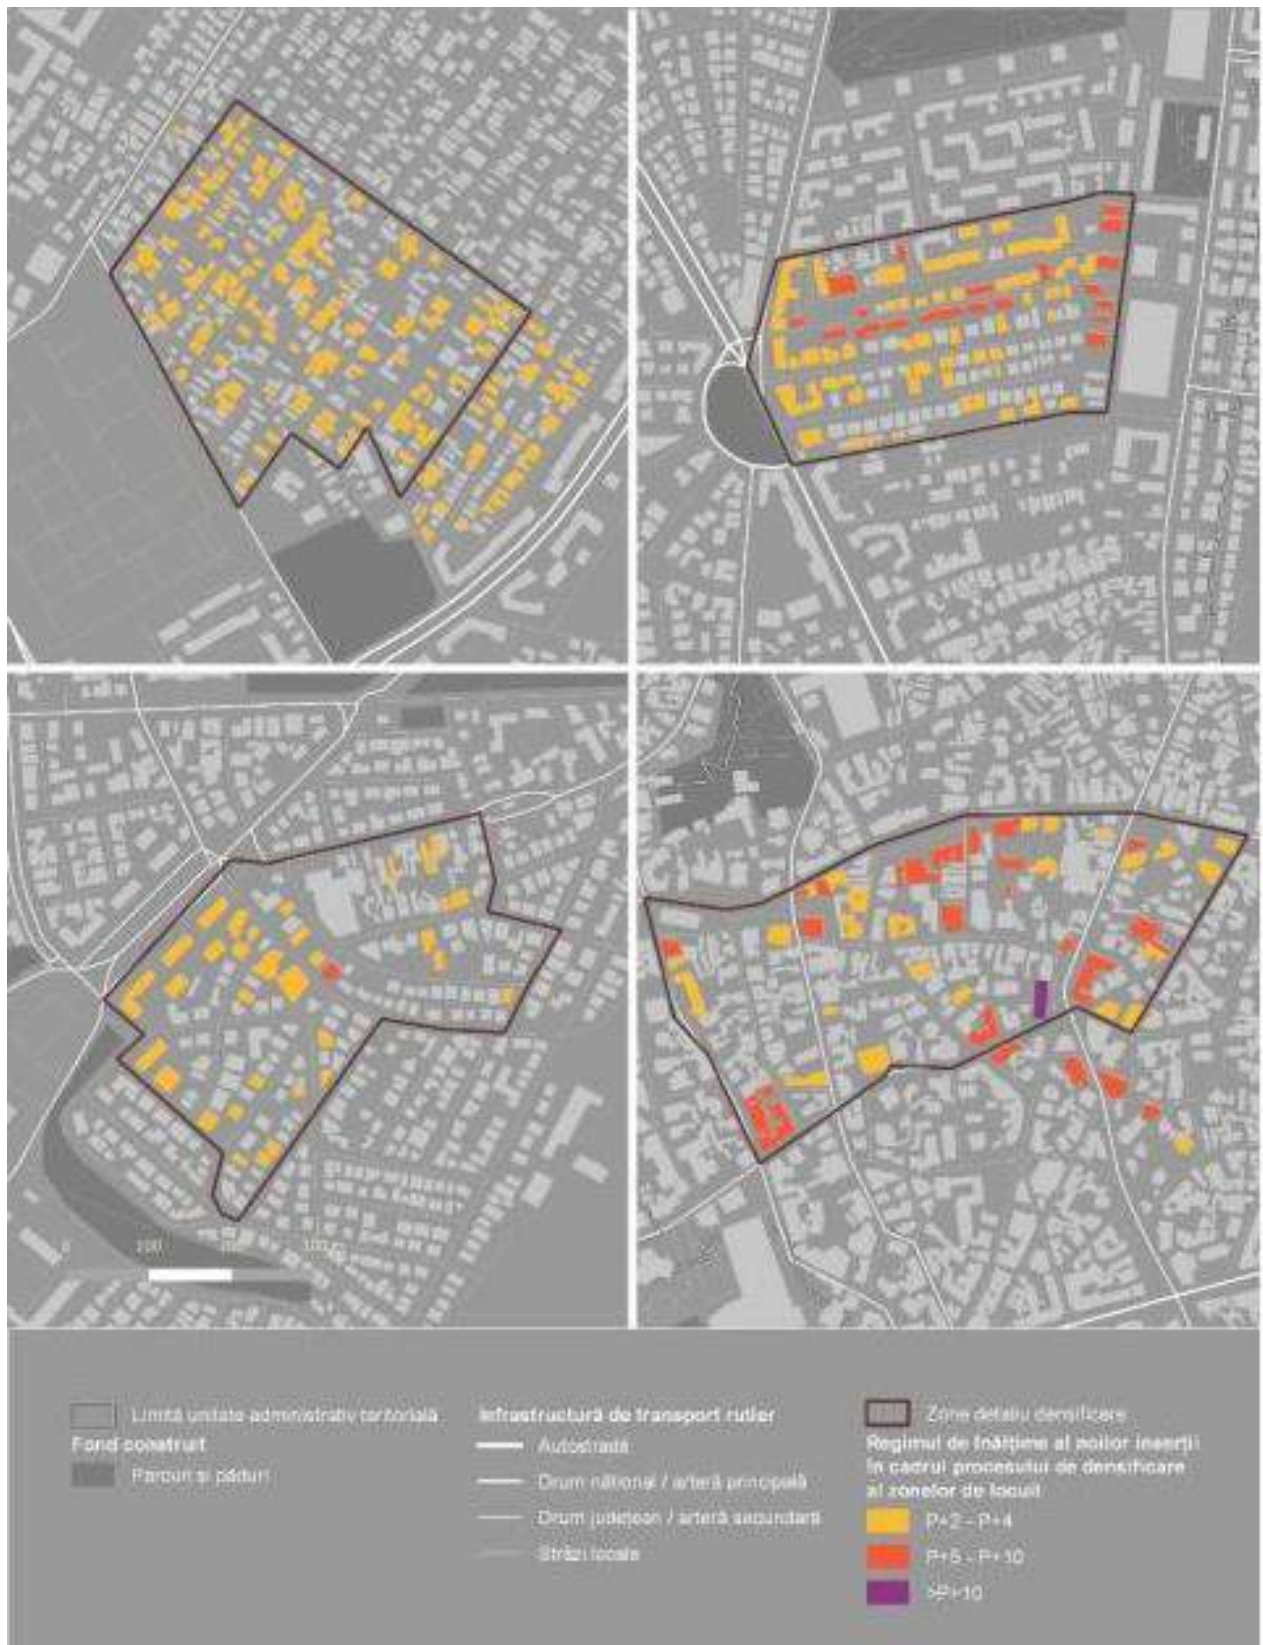 0 100
Limită unitate administrativ teritorială
Fond construit
Parcuri și păduri
Infrastructură de transport rutier
Autostradă
Drum național / arteră principală
Drum județean / arteră secundară
Străzi locale
Zone detaliu densificare
Regimul de înălțime al noilor inserții
în cadrul procesului de densificare
al zonelor de locuit
P+2 - P+4
P+5 - P+10
>P+10